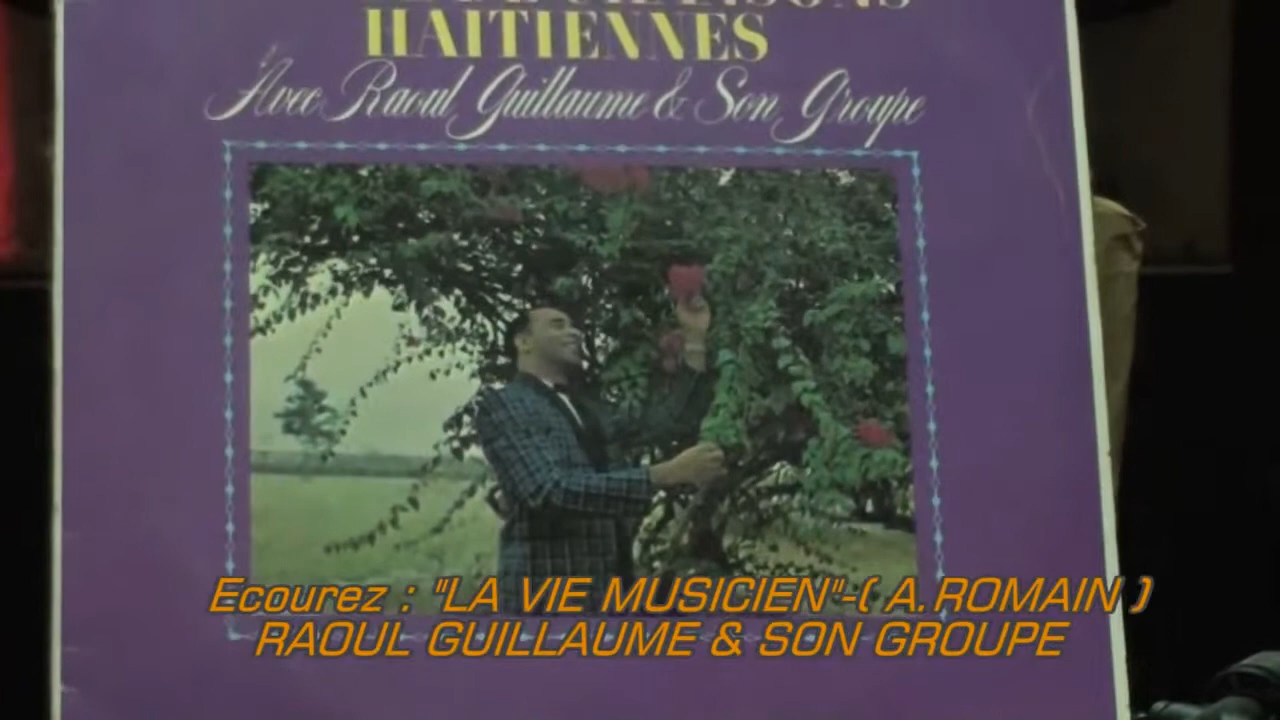 HAITIENNES
Avec Raoul Guillaume & Son Groupe
Ecourez : "LA VIE MUSICIEN"-( A. ROMAIN )
RAOUL GUILLAUME & SON GROUPE